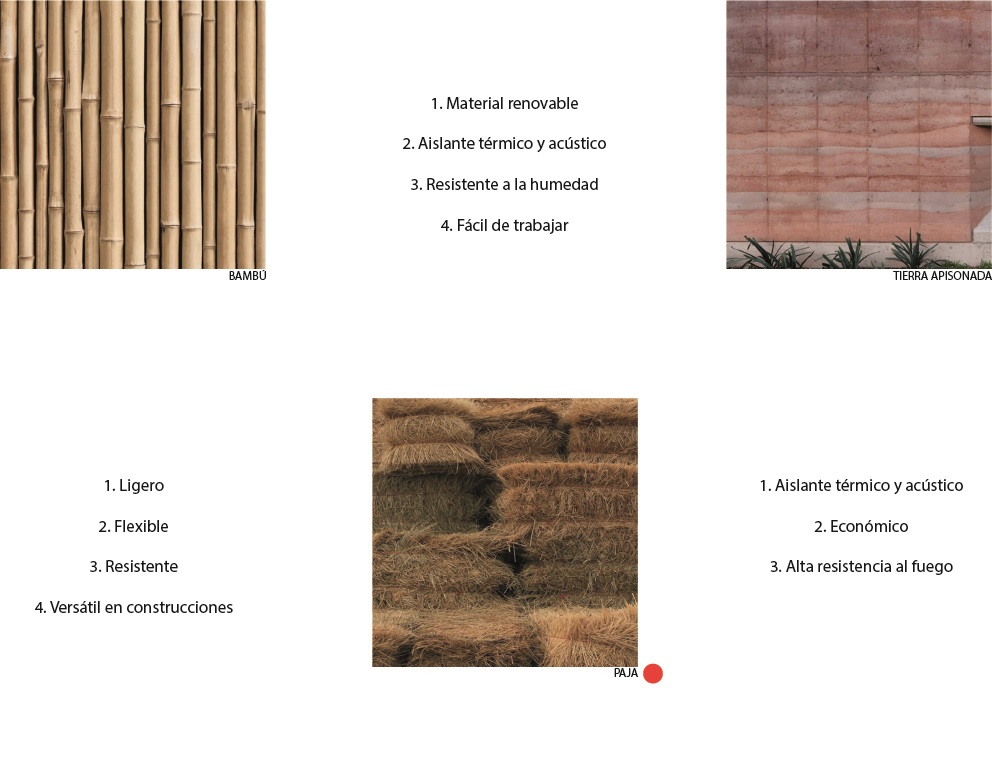 1. Material renovable
2. Aislante térmico y acústico
3. Resistente a la humedad
4. Fácil de trabajar
BAMBÚ
TIERRA APISONADA
1. Ligero
2. Flexible
3. Resistente
4. Versátil en construcciones
1. Aislante térmico y acústico
2. Económico
3. Alta resistencia al fuego
PAJA